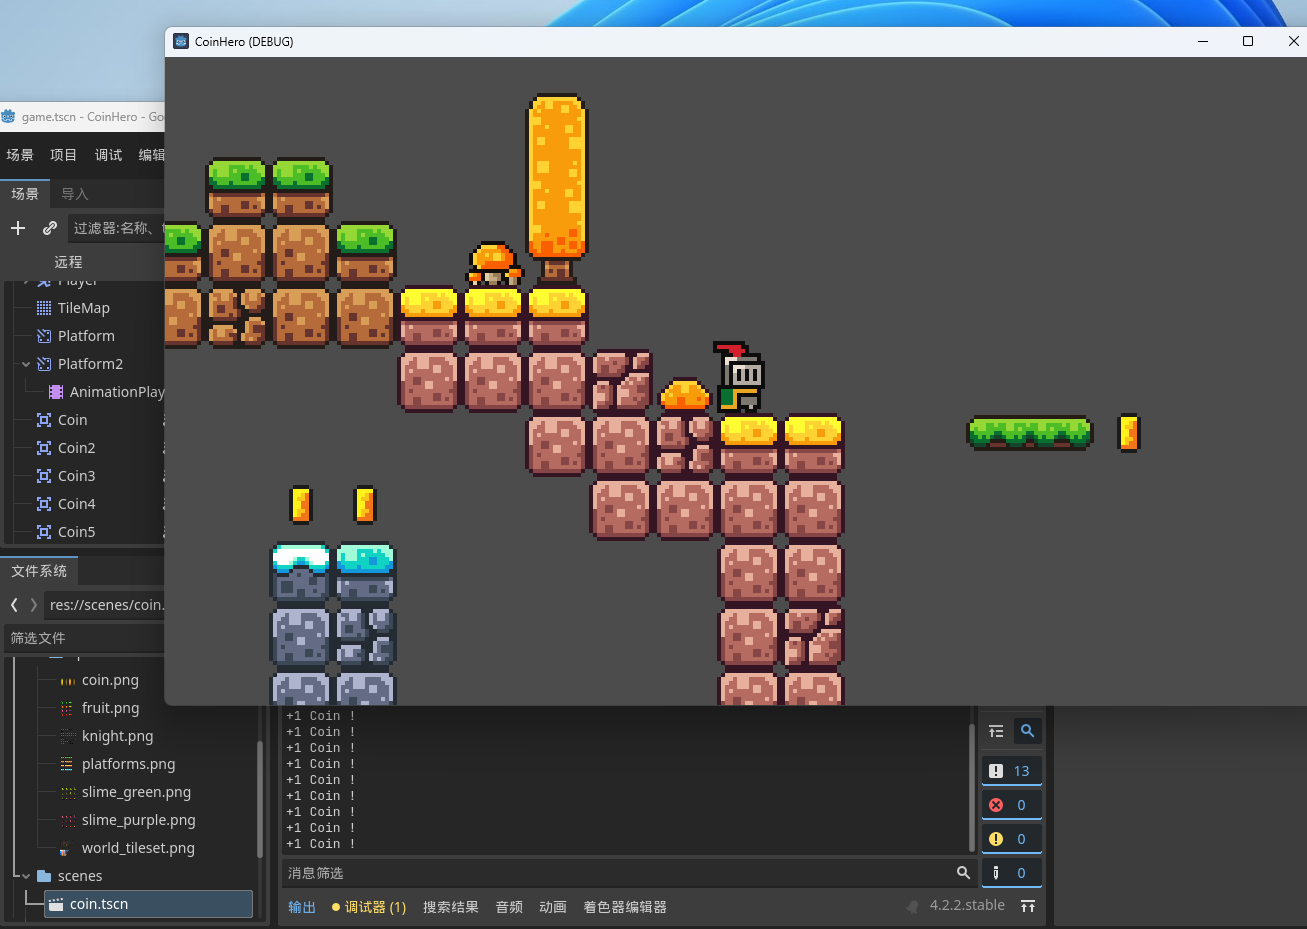 CoinHero (DEBUG)
game.tscn - CoinHero - Go
场景 项目 调试 编辑
场景 导入
过滤器:名称、
远程
Player
TileMap
Platform
Platform2
AnimationPlay
Coin
Coin2
Coin3
Coin4
Coin5
文件系统
res://scenes/coin.
筛选文件
coin.png
fruit.png
knight.png
platforms.png
slime_green.png
slime_purple.png
world_tileset.png
scenes
coin.tscn
+1 Coin !
+1 Coin !
+1 Coin !
+1 Coin !
+1 Coin !
+1 Coin !
+1 Coin !
+1 Coin !
+1 Coin !
13
0
0
0
消息筛选
输出 调试器 (1) 搜索结果 音频 动画 着色器编辑器
4.2.2.stable